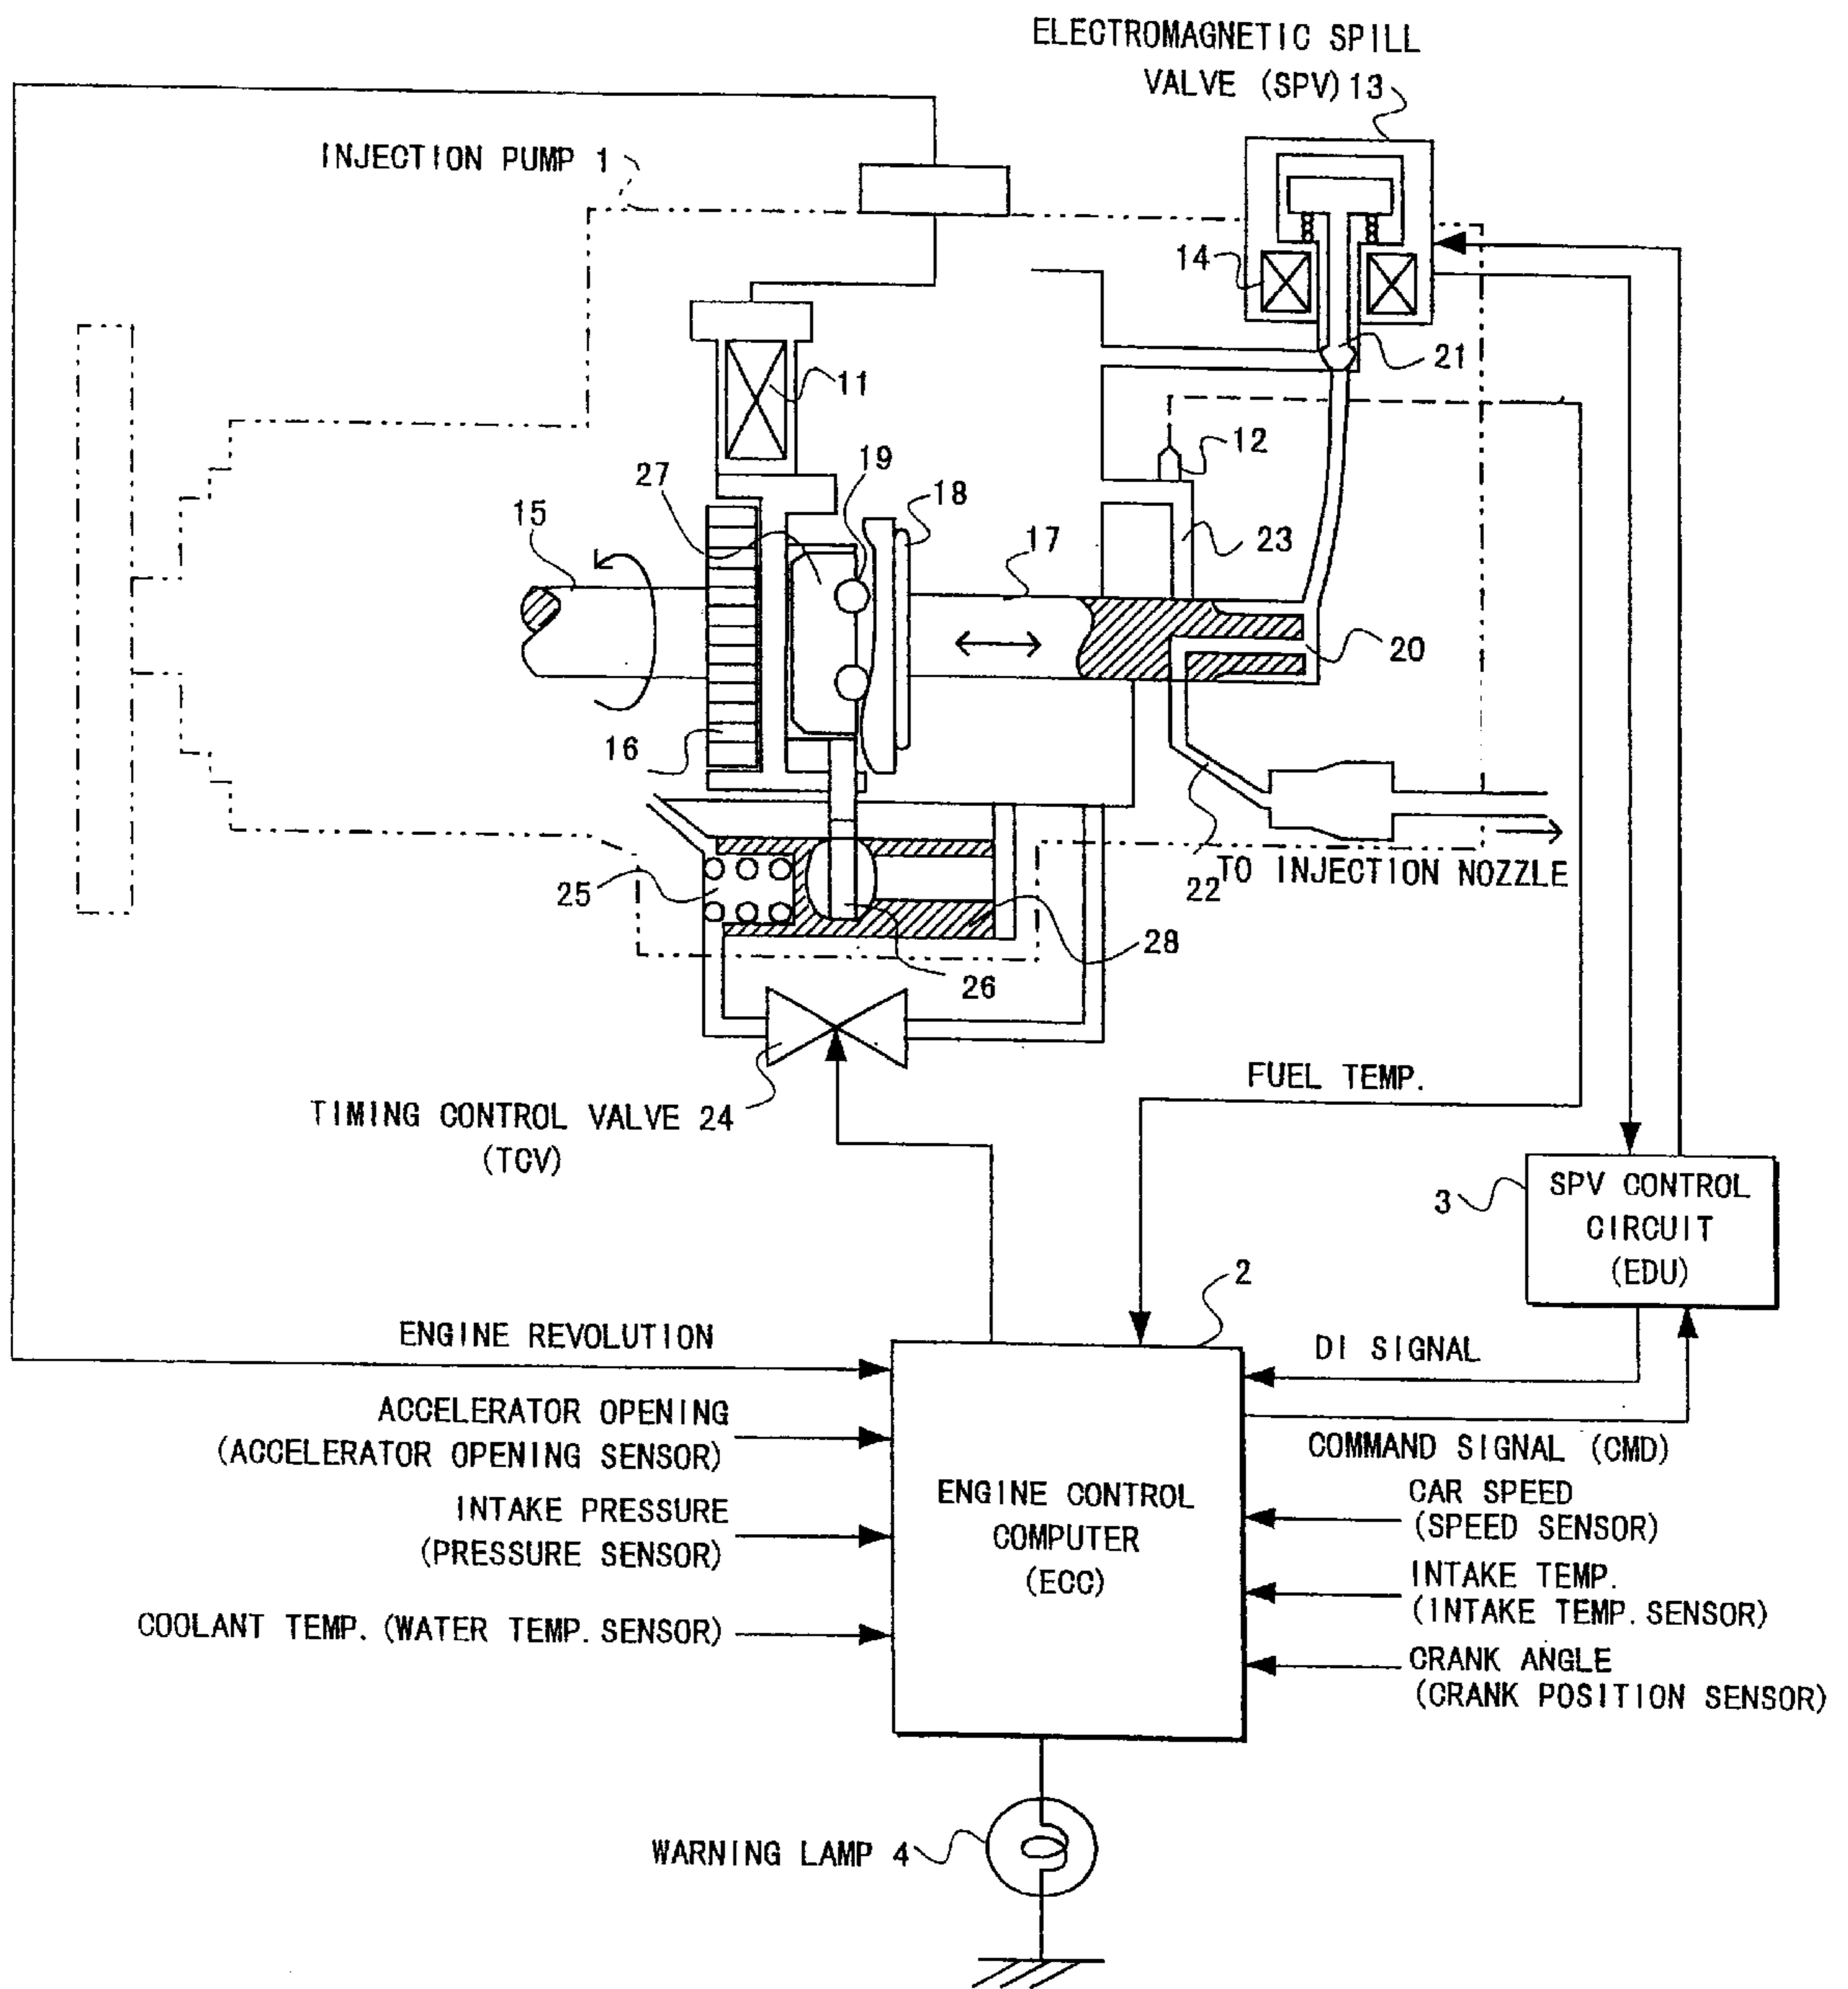 ELECTROMAGNETIC SPILL
VALVE (SPV) 13
INJECTION PUMP 1
14
21
11
12
19
27
18
15
17
23
20
16
22
TO INJECTION NOZZLE
25
28
26
FUEL TEMP.
TIMING CONTROL VALVE 24
(TCV)
3
SPV CONTROL
CIRCUIT
(EDU)
2
ENGINE REVOLUTION
DI SIGNAL
ACCELERATOR OPENING
(ACCELERATOR OPENING SENSOR)
COMMAND SIGNAL (CMD)
ENGINE CONTROL
COMPUTER
(ECC)
CAR SPEED
(SPEED SENSOR)
INTAKE PRESSURE
(PRESSURE SENSOR)
INTAKE TEMP.
(INTAKE TEMP. SENSOR)
COOLANT TEMP. (WATER TEMP. SENSOR)
CRANK ANGLE
(CRANK POSITION SENSOR)
WARNING LAMP 4